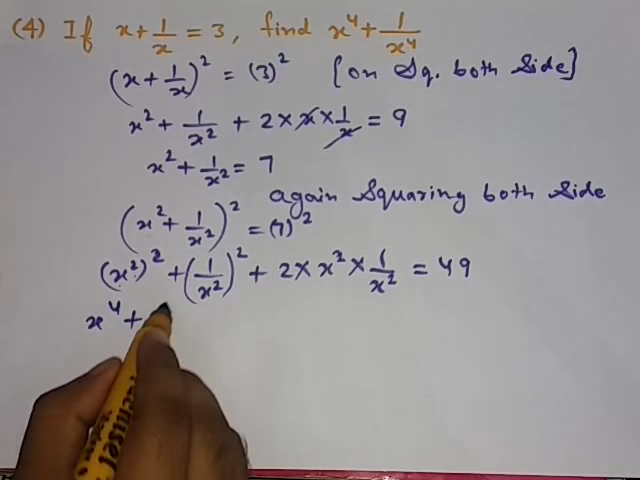 (4) If x + 1/x = 3, find x⁴ + 1/x⁴
(x + 1/x)² = (3)² [on Sq. both Side]
x² + 1/x² + 2 × x × 1/x = 9
x² + 1/x² = 7
again Squaring both Side
(x² + 1/x²)² = (7)²
(x²)² + (1/x²)² + 2 × x² × 1/x² = 49
x⁴ +